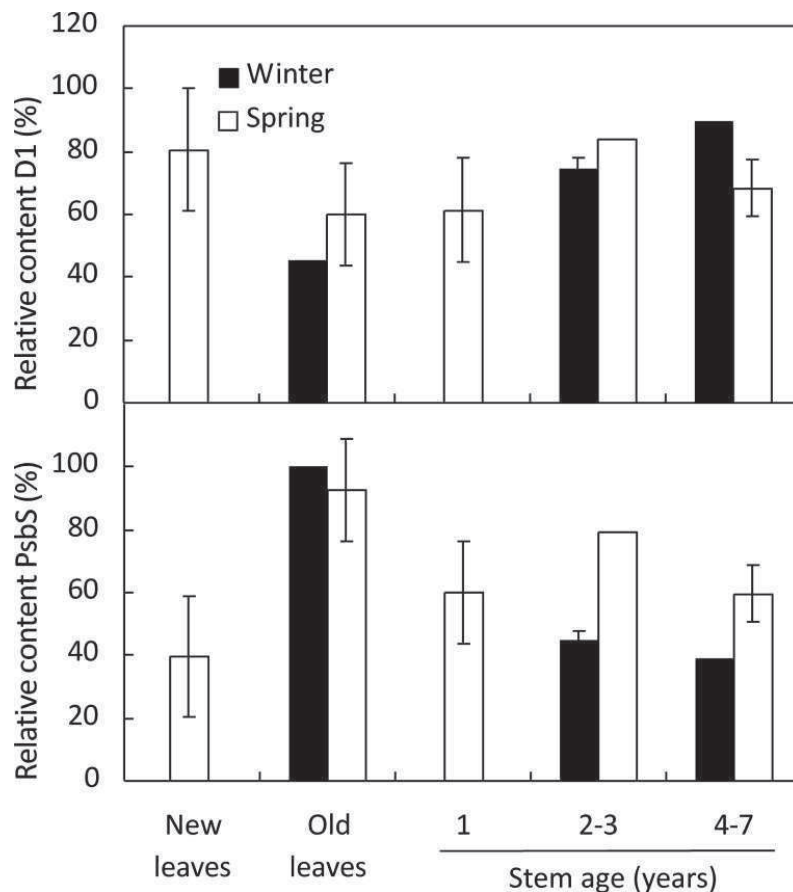 Relative content D1 (%)
120
100
80
60
40
20
0
Winter
Spring
Relative content PsbS (%)
100
80
60
40
20
0
New leaves
Old leaves
1
2-3
4-7
Stem age (years)